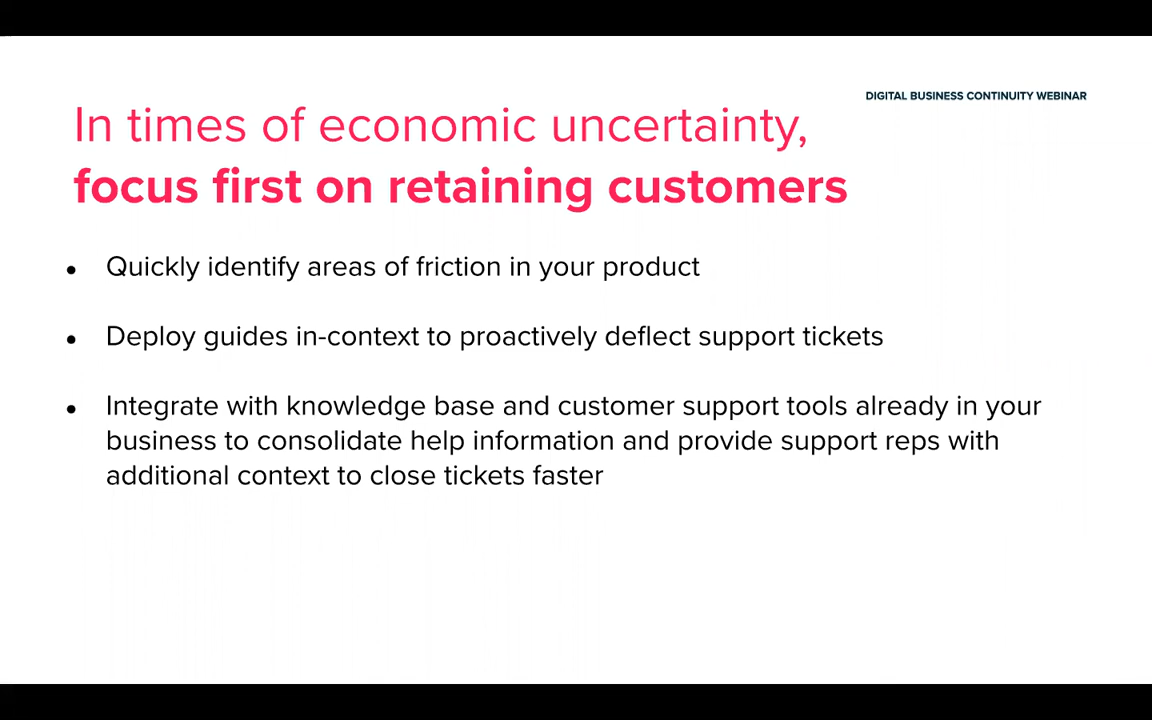 DIGITAL BUSINESS CONTINUITY WEBINAR
In times of economic uncertainty,
focus first on retaining customers
• Quickly identify areas of friction in your product
• Deploy guides in-context to proactively deflect support tickets
• Integrate with knowledge base and customer support tools already in your
business to consolidate help information and provide support reps with
additional context to close tickets faster